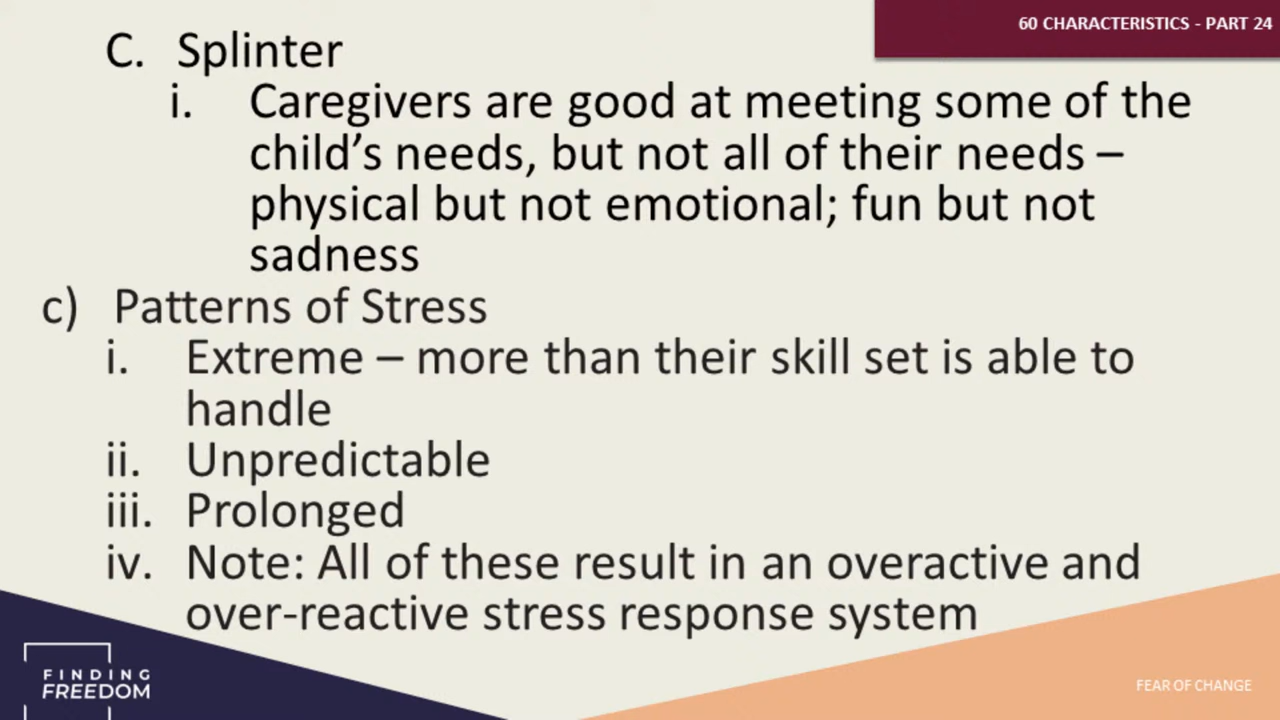 60 CHARACTERISTICS - PART 24
C. Splinter
i. Caregivers are good at meeting some of the
child’s needs, but not all of their needs –
physical but not emotional; fun but not
sadness
c) Patterns of Stress
i. Extreme – more than their skill set is able to
handle
ii. Unpredictable
iii. Prolonged
iv. Note: All of these result in an overactive and
over-reactive stress response system
FINDING
FREEDOM
FEAR OF CHANGE